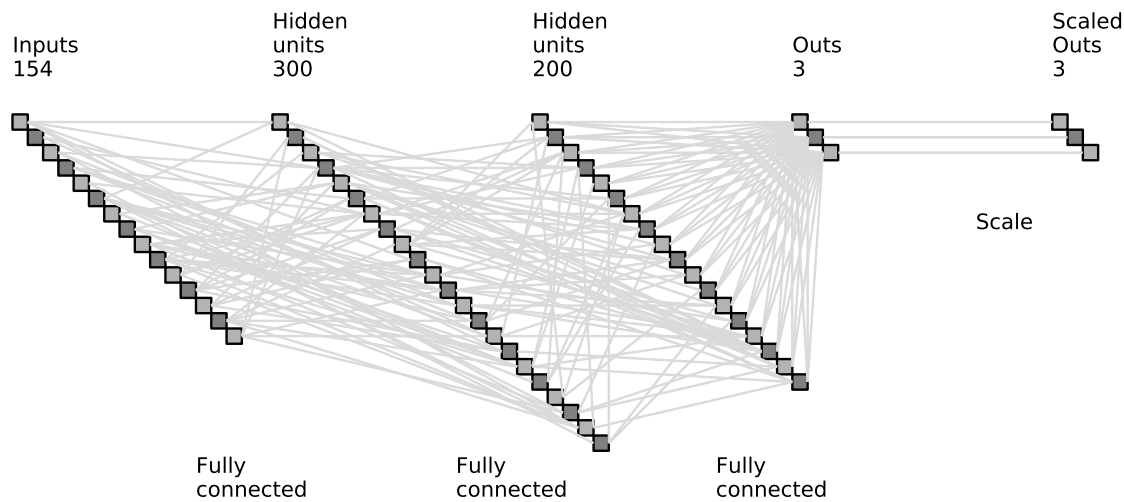 Inputs
154
Hidden
units
300
Hidden
units
200
Outs
3
Scaled
Outs
3
Scale
Fully
connected
Fully
connected
Fully
connected